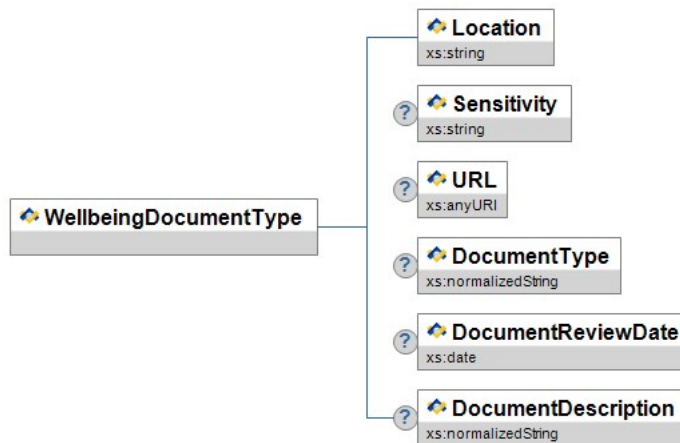 Location
xs:string
?
Sensitivity
xs:string
?
URL
xs:anyURI
WellbeingDocumentType
?
DocumentType
xs:normalizedString
?
DocumentReviewDate
xs:date
?
DocumentDescription
xs:normalizedString